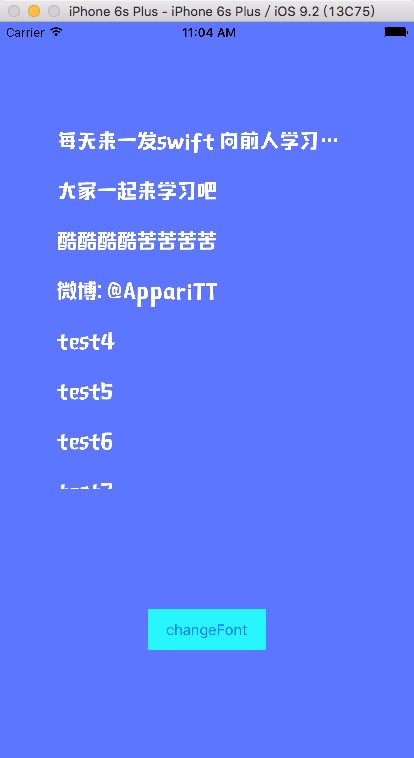 iPhone 6s Plus - iPhone 6s Plus / iOS 9.2 (13C75)
Carrier 11:04 AM
每天来一发swift 向前人学习…
大家一起来学习吧
酷酷酷酷苦苦苦苦
微博: @AppariTT
test4
test5
test6
changeFont